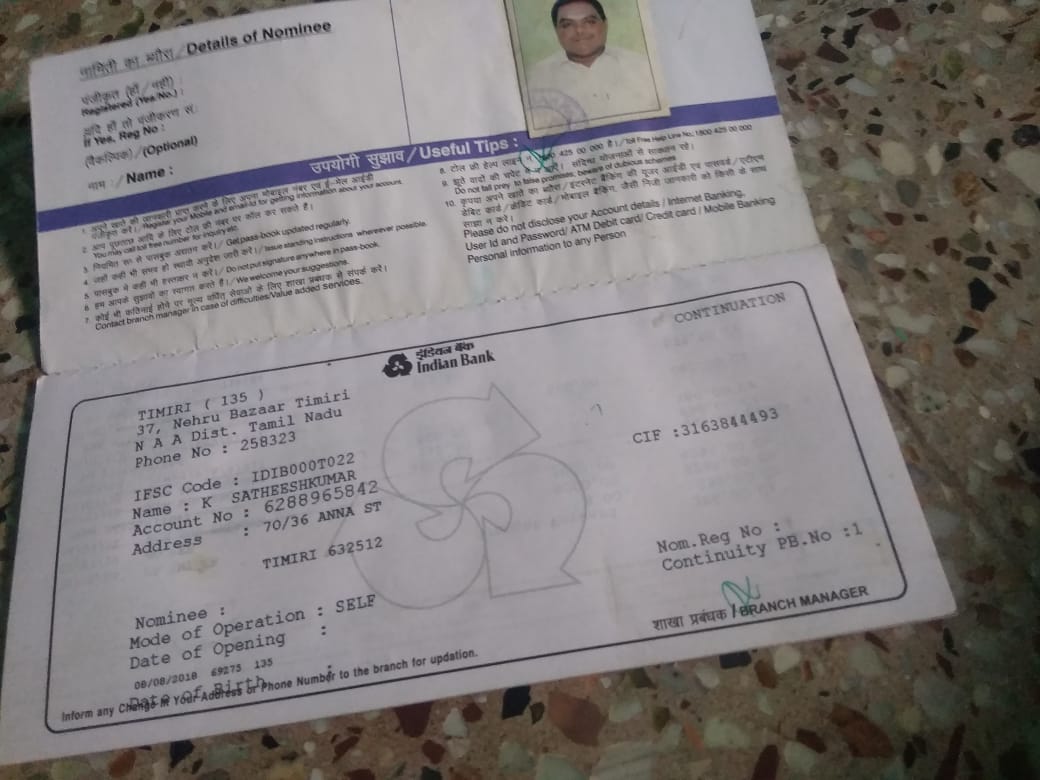 नामिती का ब्यौरा / Details of Nominee
पंजीकृत (हाँ / नहीं) :
Registered (Yes/No.) :
यदि हाँ तो पंजीकरण सं:
If Yes, Reg No :
(वैकल्पिक) / (Optional)
नाम : / Name :
उपयोगी सुझाव / Useful Tips :
1. अपने खाते की जानकारी प्राप्त करने के लिए अपना मोबाइल नंबर एवं ई-मेल आईडी
पंजीकृत करें। / Register your Mobile and email id for getting information about your account.
2. आप पूछताछ आदि के लिए टोल फ्री नंबर पर कॉल कर सकते हैं।
You may call toll free number for inquiry etc.
3. नियमित रूप से पासबुक अद्यतन करें। / Get pass-book updated regularly.
4. जहाँ कहीं भी संभव हो स्थायी अनुदेश जारी करें। / Issue standing instructions wherever possible.
5. पासबुक में कहीं भी हस्ताक्षर न करें। / Do not put signature anywhere in pass-book.
6. हम आपके सुझावों का स्वागत करते हैं। / We welcome your suggestions.
7. कोई भी कठिनाई होने पर मूल्य वर्धित सेवाओं के लिए शाखा प्रबंधक से संपर्क करें।
Contact branch manager in case of difficulties/Value added services.
8. टोल फ्री हेल्प लाइन 425 00 000 है। / Toll Free Help Line No.: 1800 425 00 000
9. झूठे वादों की चपेट में न आएं। संदिग्ध योजनाओं से सावधान रहें।
Do not fall prey to false promises, beware of dubious schemes
10. कृपया अपने खाते का ब्यौरा / इंटरनेट बैंकिंग की यूजर आईडी एवं पासवर्ड / एटीएम
डेबिट कार्ड / क्रेडिट कार्ड / मोबाइल बैंकिंग, जैसी निजी जानकारी को किसी के साथ
साझा न करें।
Please do not disclose your Account details / Internet Banking,
User Id and Password/ ATM Debit card/ Credit card / Mobile Banking
Personal information to any Person
इंडियन बैंक
Indian Bank
CONTINUATION
TIMIRI ( 135 )
37, Nehru Bazaar Timiri
N A A Dist. Tamil Nadu
Phone No : 258323
CIF :3163844493
IFSC Code : IDIB000T022
Name : K SATHEESHKUMAR
Account No : 6288965842
Address : 70/36 ANNA ST
TIMIRI 632512
Nom.Reg No :
Continuity PB.No :1
Nominee :
Mode of Operation : SELF
Date of Opening :
08/08/2018 69275 135
Date of Birth :
शाखा प्रबंधक / BRANCH MANAGER
Inform any Change in Your Address or Phone Number to the branch for updation.